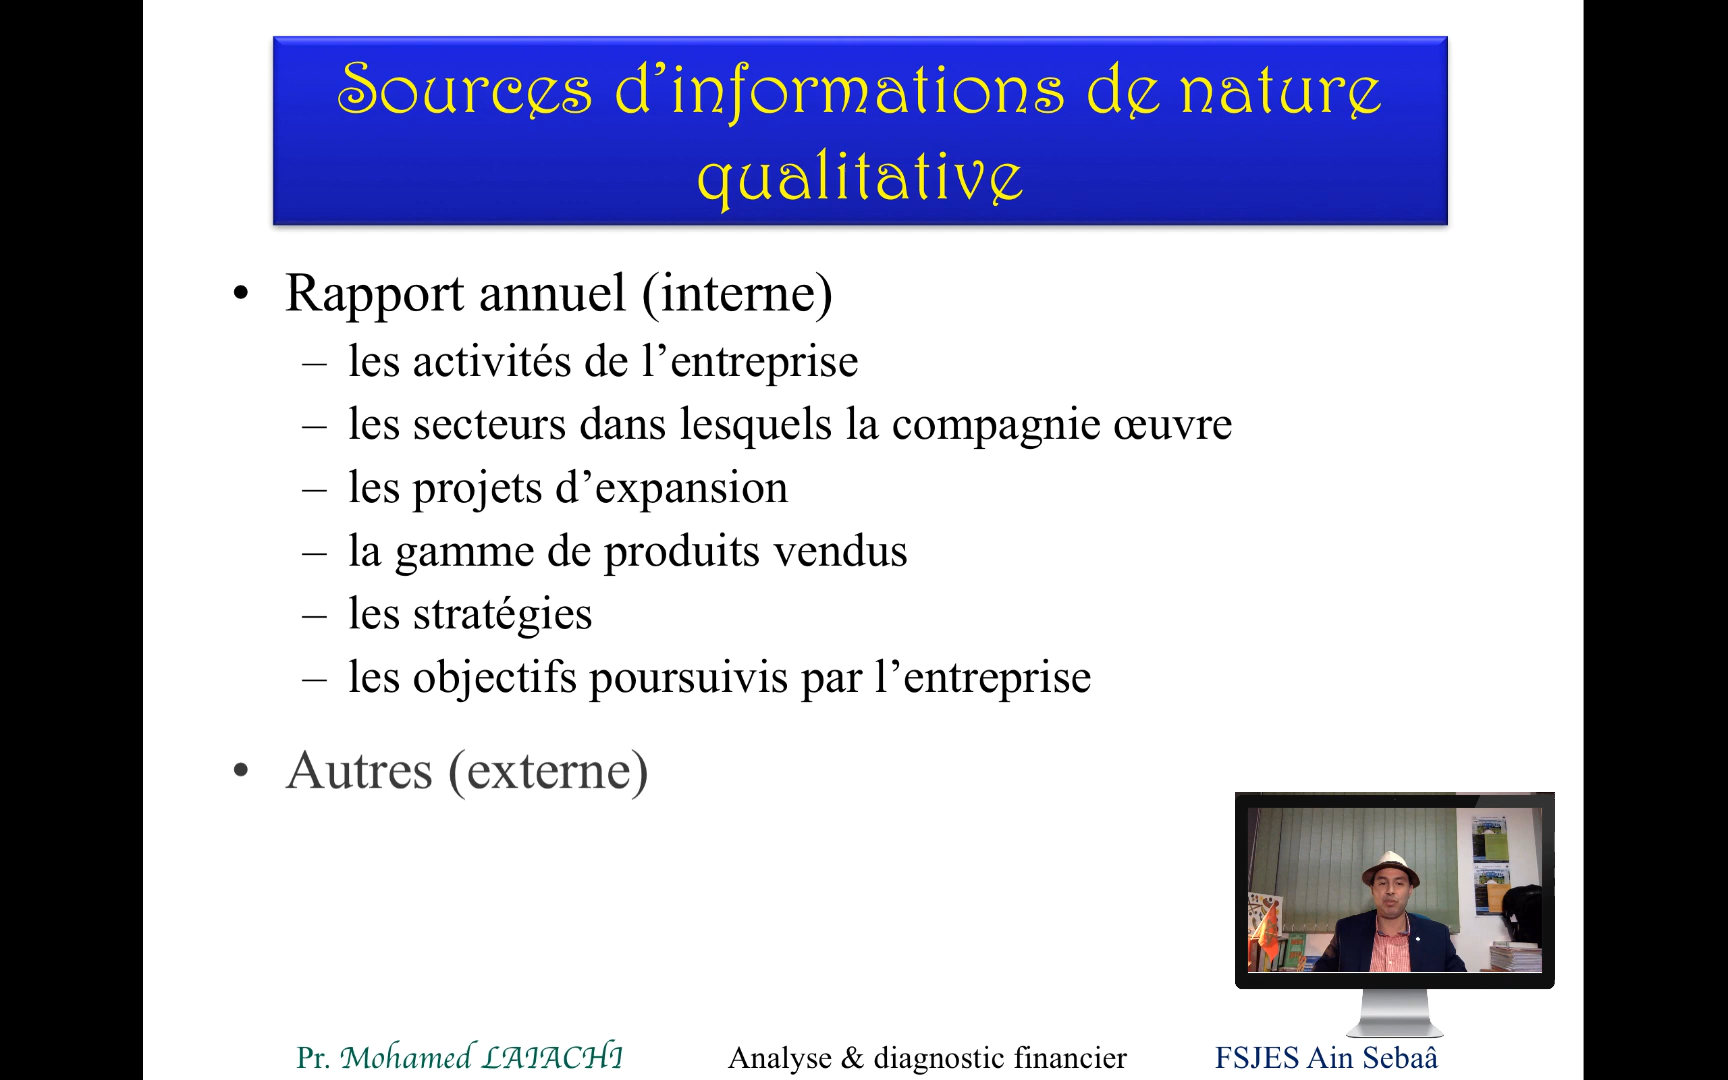 Sources d’informations de nature
qualitative
• Rapport annuel (interne)
– les activités de l’entreprise
– les secteurs dans lesquels la compagnie œuvre
– les projets d’expansion
– la gamme de produits vendus
– les stratégies
– les objectifs poursuivis par l’entreprise
• Autres (externe)
Pr. Mohamed LAIACHI Analyse & diagnostic financier FSJES Ain Sebaâ